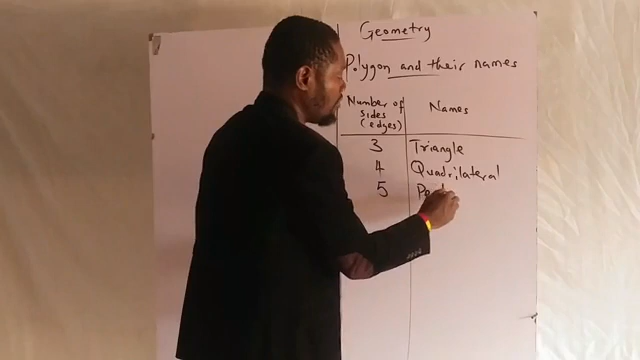 Geometry
Polygon and their names
Number of sides (edges) Names
3 Triangle
4 Quadrilateral
5